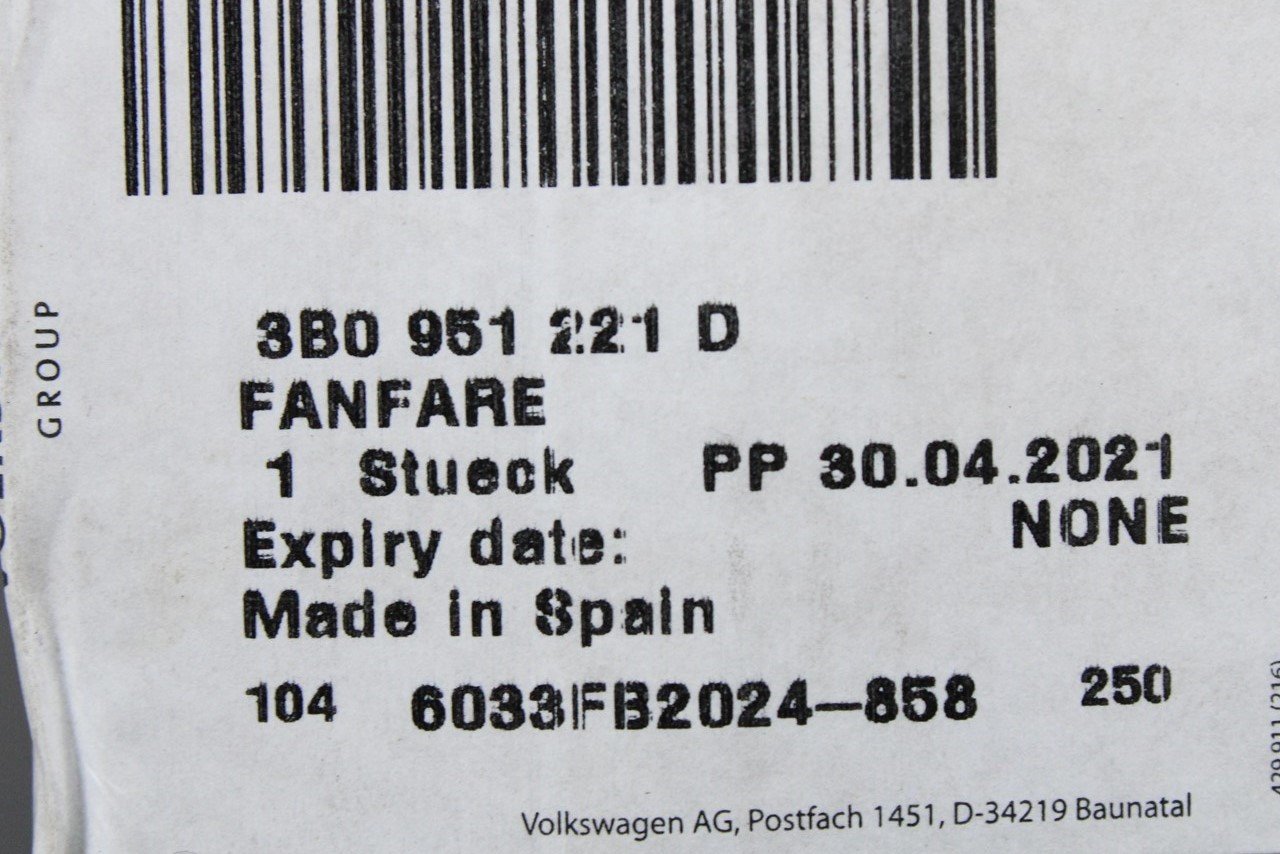 3B0 951 221 D
FANFARE
1 Stueck PP 30.04.2021
Expiry date: NONE
Made in Spain
104 6033IFB2024-858 250
Volkswagen AG, Postfach 1451, D-34219 Baunatal
GROUP